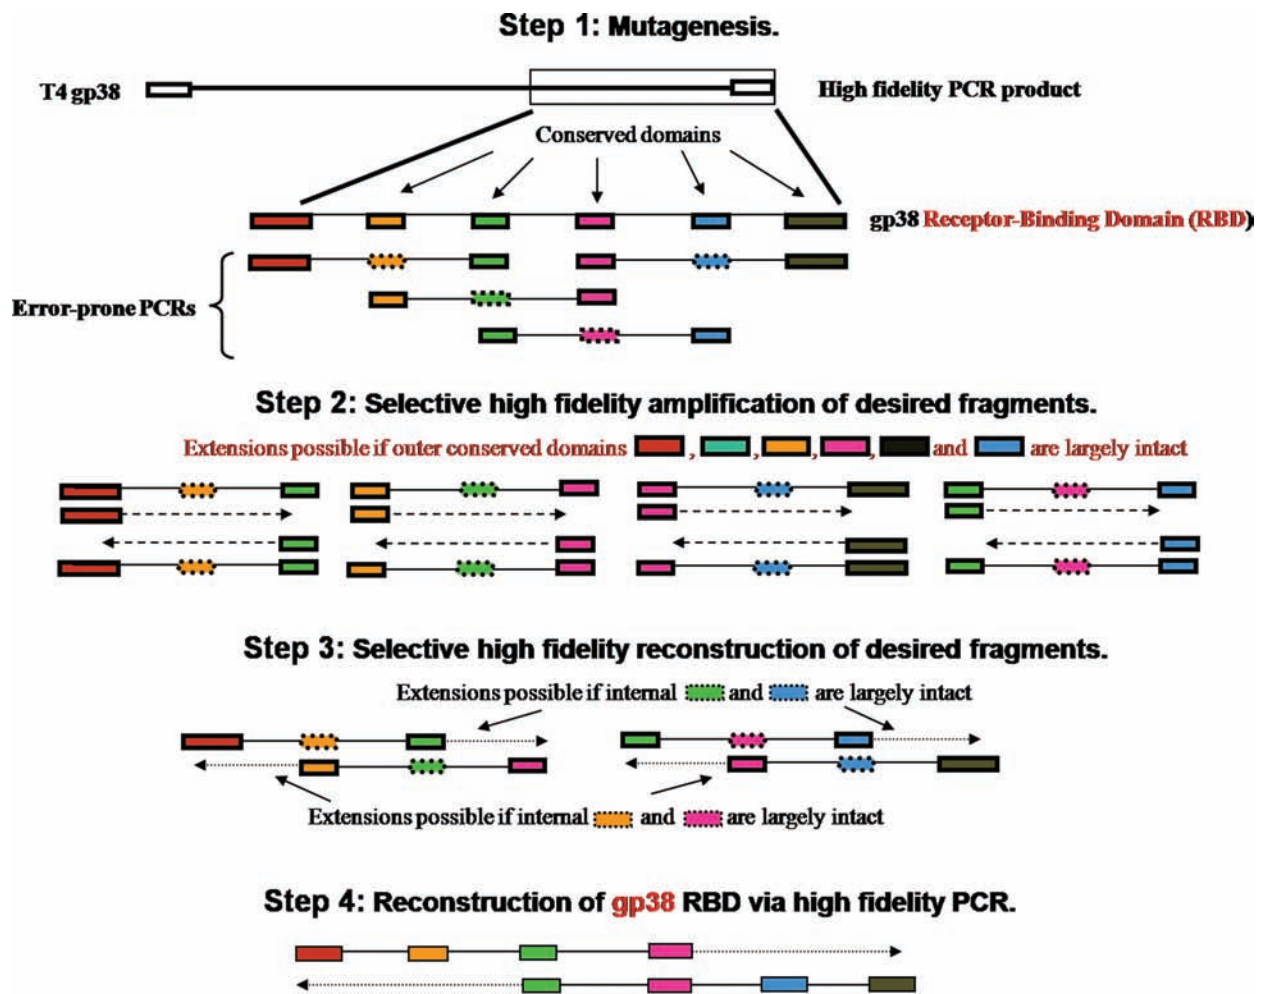 Step 1: Mutagenesis.
T4 gp38
High fidelity PCR product
Conserved domains
gp38 Receptor-Binding Domain (RBD)
Error-prone PCRs
Step 2: Selective high fidelity amplification of desired fragments.
Extensions possible if outer conserved domains , , , , and are largely intact
Step 3: Selective high fidelity reconstruction of desired fragments.
Extensions possible if internal and are largely intact
Extensions possible if internal and are largely intact
Step 4: Reconstruction of gp38 RBD via high fidelity PCR.